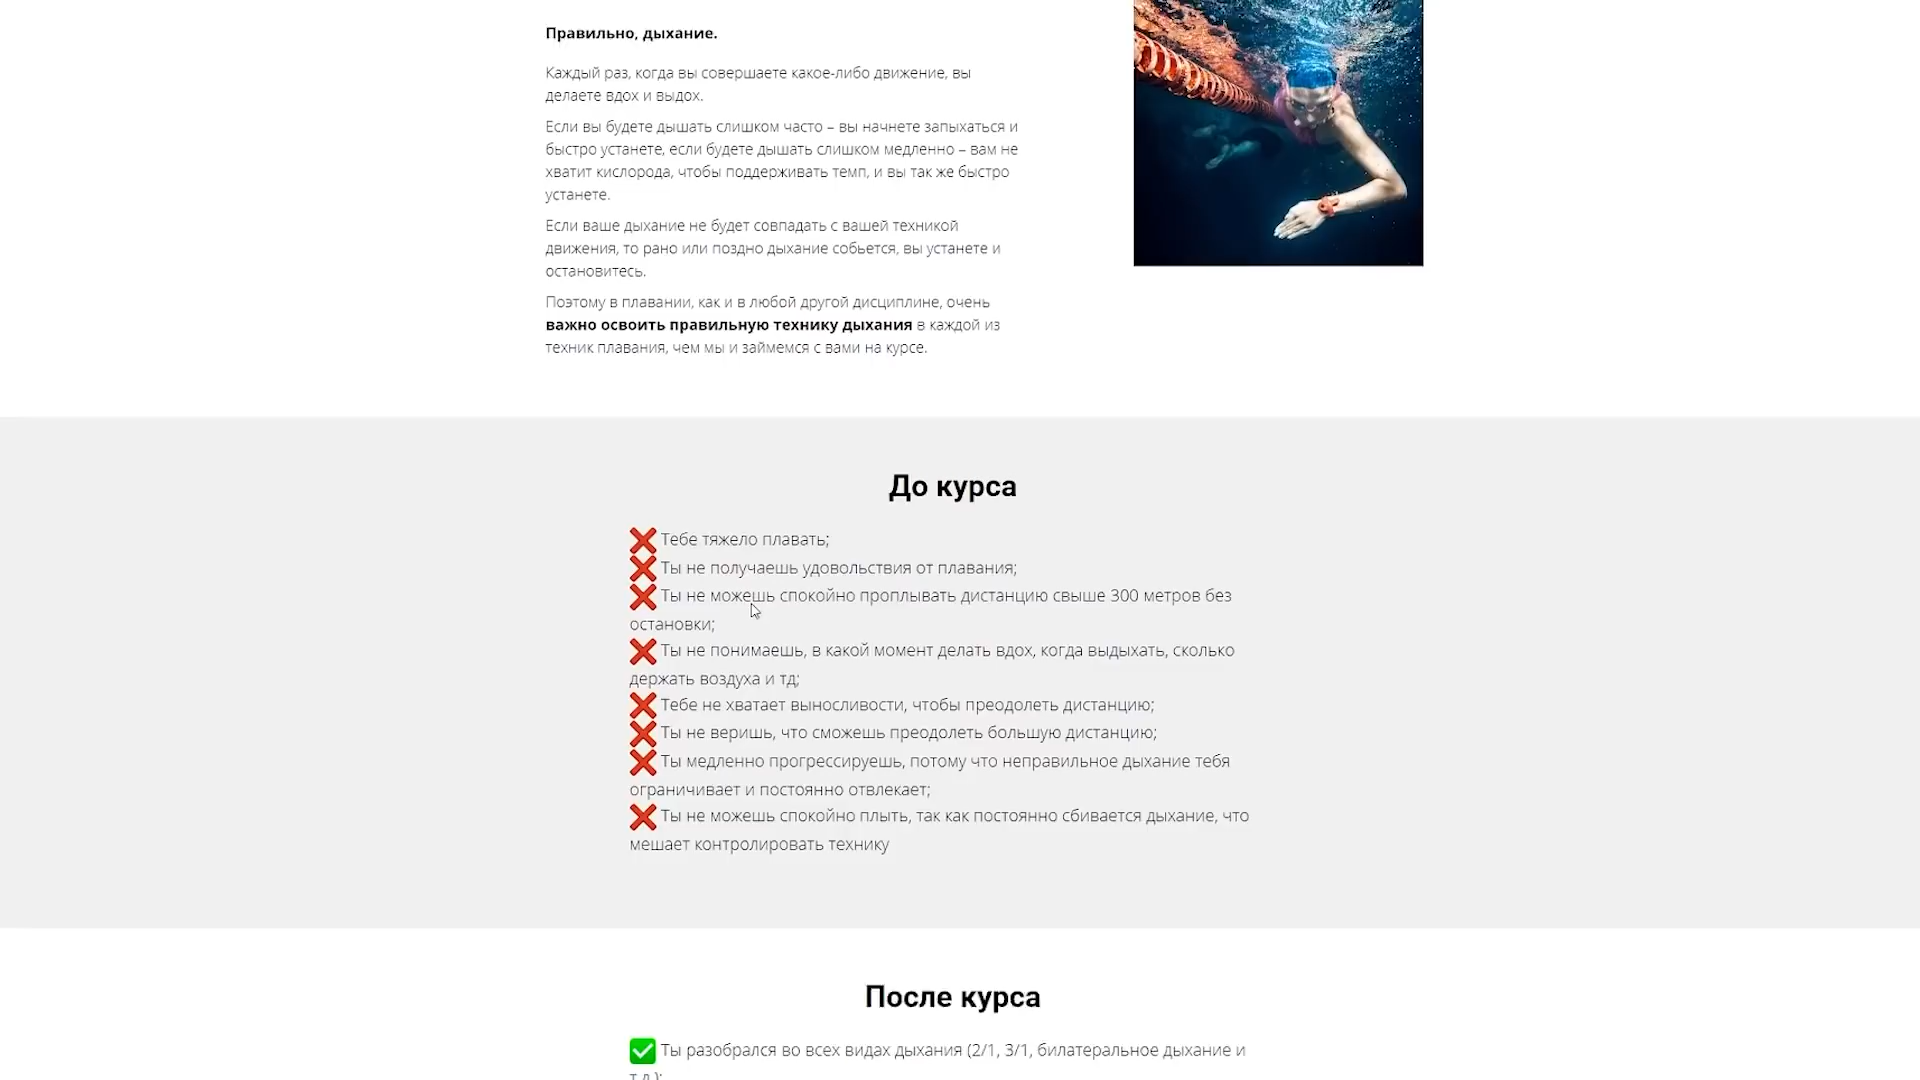 Правильно, дыхание.
Каждый раз, когда вы совершаете какое-либо движение, вы
делаете вдох и выдох.
Если вы будете дышать слишком часто – вы начнете запыхаться и
быстро устанете, если будете дышать слишком медленно – вам не
хватит кислорода, чтобы поддерживать темп, и вы так же быстро
устанете.
Если ваше дыхание не будет совпадать с вашей техникой
движения, то рано или поздно дыхание собьется, вы устанете и
остановитесь.
Поэтому в плавании, как и в любой другой дисциплине, очень
важно освоить правильную технику дыхания в каждой из
техник плавания, чем мы и займемся с вами на курсе.
До курса
❌ Тебе тяжело плавать;
❌ Ты не получаешь удовольствия от плавания;
❌ Ты не можешь спокойно проплывать дистанцию свыше 300 метров без
остановки;
❌ Ты не понимаешь, в какой момент делать вдох, когда выдыхать, сколько
держать воздуха и тд;
❌ Тебе не хватает выносливости, чтобы преодолеть дистанцию;
❌ Ты не веришь, что сможешь преодолеть большую дистанцию;
❌ Ты медленно прогрессируешь, потому что неправильное дыхание тебя
ограничивает и постоянно отвлекает;
❌ Ты не можешь спокойно плыть, так как постоянно сбивается дыхание, что
мешает контролировать технику
После курса
✅ Ты разобрался во всех видах дыхания (2/1, 3/1, билатеральное дыхание и
т.д.);